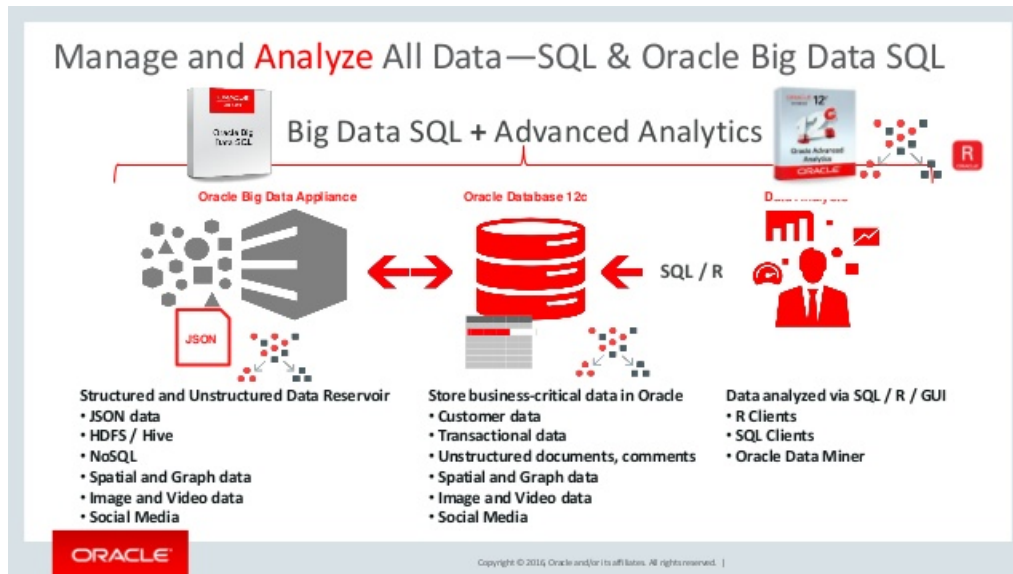 Manage and Analyze All Data—SQL & Oracle Big Data SQL
Oracle Big
Data SQL
Big Data SQL + Advanced Analytics
12c
Oracle Advanced
Analytics
ORACLE
R
Oracle Big Data Appliance
Oracle Database 12c
SQL / R
JSON
Structured and Unstructured Data Reservoir
• JSON data
• HDFS / Hive
• NoSQL
• Spatial and Graph data
• Image and Video data
• Social Media
Store business-critical data in Oracle
• Customer data
• Transactional data
• Unstructured documents, comments
• Spatial and Graph data
• Image and Video data
• Social Media
Data analyzed via SQL / R / GUI
• R Clients
• SQL Clients
• Oracle Data Miner
ORACLE
Copyright © 2016, Oracle and/or its affiliates. All rights reserved. |